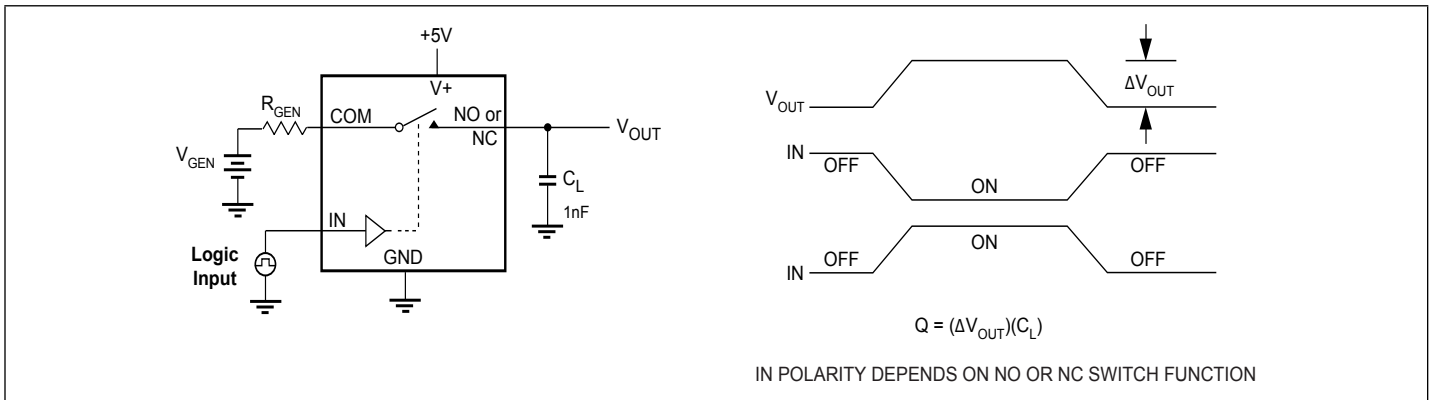 +5V
V+
R_GEN
COM
NO or
NC
V_OUT
V_GEN
C_L
1nF
IN
GND
Logic
Input
V_OUT
ΔV_OUT
IN
OFF
ON
OFF
IN
OFF
ON
OFF
Q = (ΔV_OUT)(C_L)
IN POLARITY DEPENDS ON NO OR NC SWITCH FUNCTION